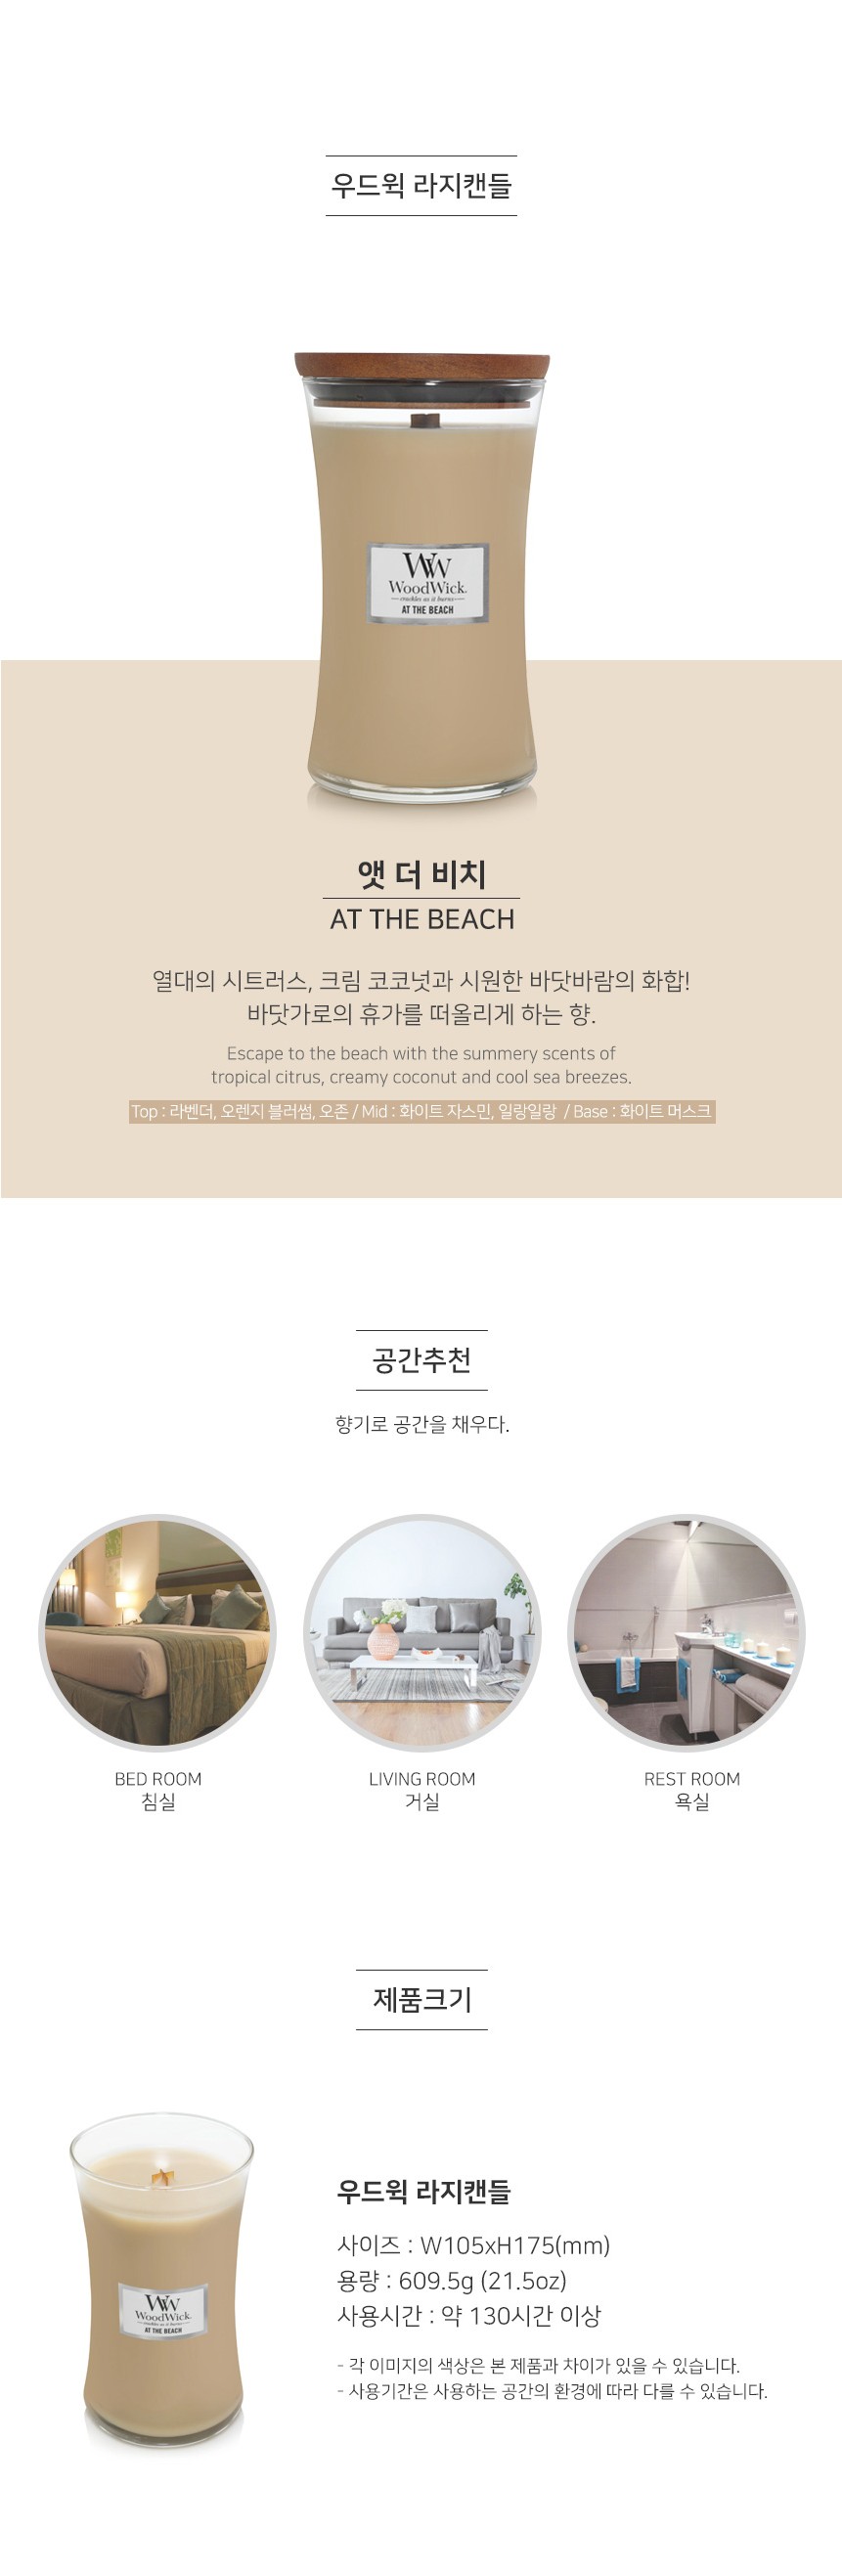 우드윅 라지캔들
WW
WoodWick.
crackles as it burns
AT THE BEACH
앳 더 비치
AT THE BEACH
열대의 시트러스, 크림 코코넛과 시원한 바닷바람의 화합!
바닷가로의 휴가를 떠올리게 하는 향.
Escape to the beach with the summery scents of
tropical citrus, creamy coconut and cool sea breezes.
Top : 라벤더, 오렌지 블러썸, 오존 / Mid : 화이트 자스민, 일랑일랑 / Base : 화이트 머스크
공간추천
향기로 공간을 채우다.
BED ROOM
침실
LIVING ROOM
거실
REST ROOM
욕실
제품크기
WW
WoodWick.
crackles as it burns
AT THE BEACH
우드윅 라지캔들
사이즈 : W105xH175(mm)
용량 : 609.5g (21.5oz)
사용시간 : 약 130시간 이상
- 각 이미지의 색상은 본 제품과 차이가 있을 수 있습니다.
- 사용기간은 사용하는 공간의 환경에 따라 다를 수 있습니다.